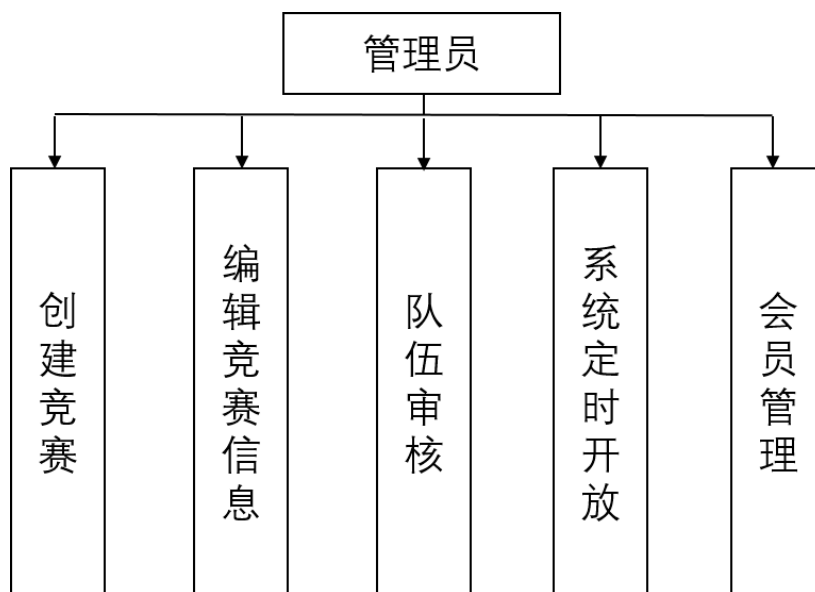 管理员
创建竞赛
编辑竞赛信息
队伍审核
系统定时开放
会员管理